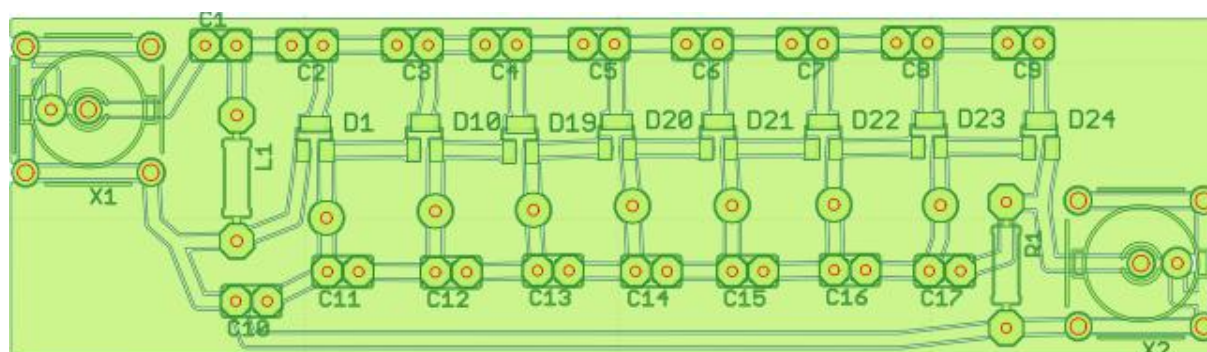 C1
C2 C3 C4 C5 C6 C7 C8 C9
D1 D10 D19 D20 D21 D22 D23 D24
L1
X1
R1
C11 C12 C13 C14 C15 C16 C17
C10
X2